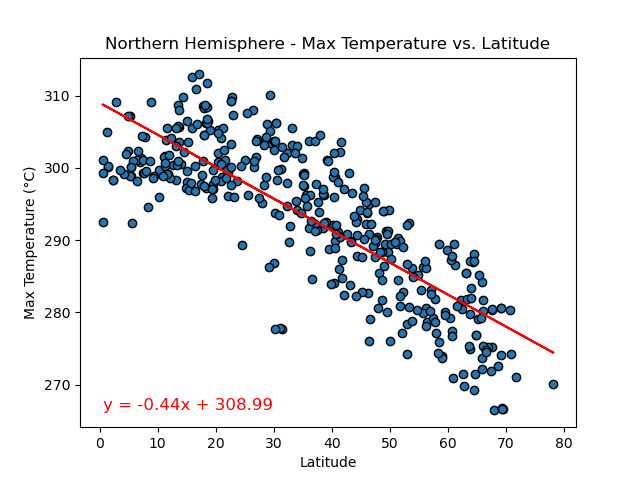 Northern Hemisphere - Max Temperature vs. Latitude
Max Temperature (°C)
310
300
290
280
270
y = -0.44x + 308.99
0 10 20 30 40 50 60 70 80
Latitude